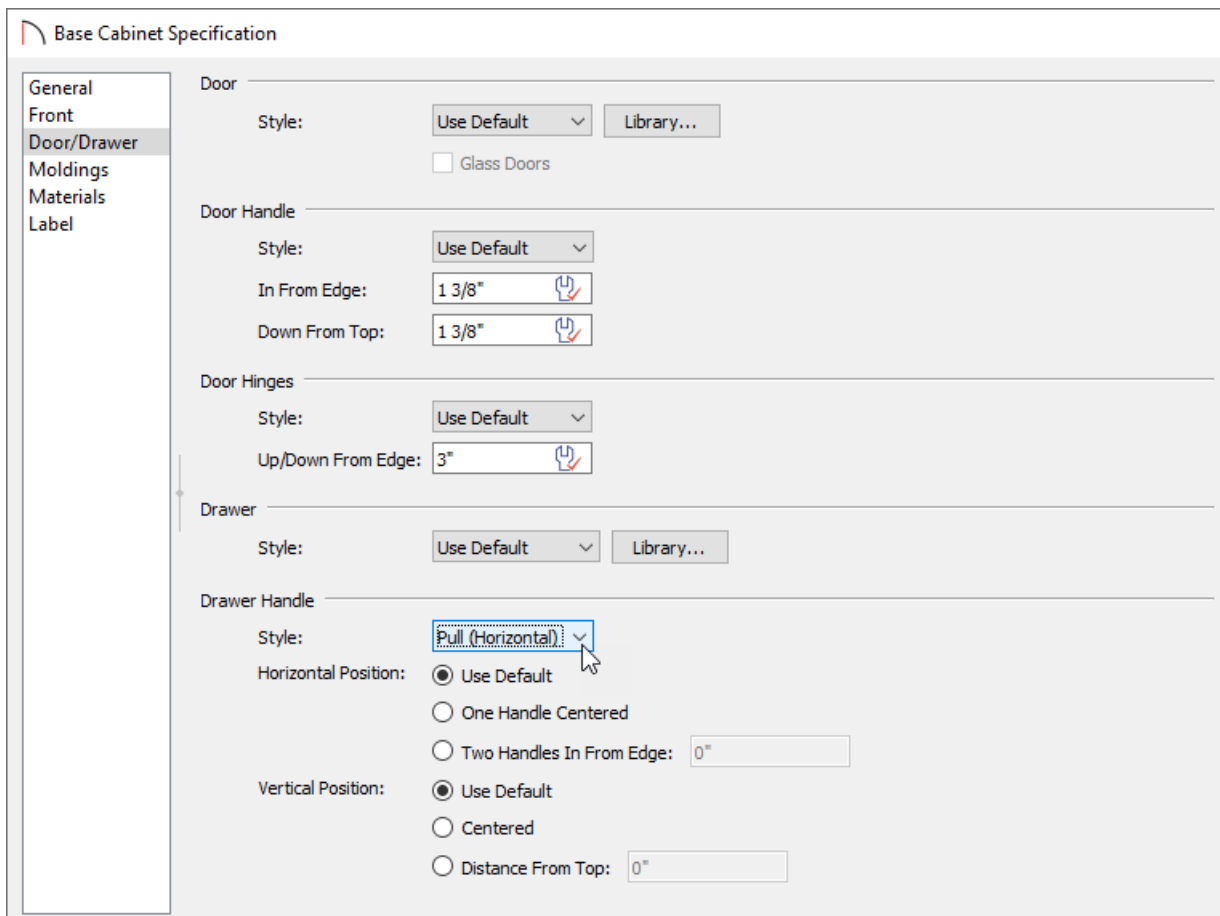 Base Cabinet Specification
General
Front
Door/Drawer
Moldings
Materials
Label
Door
Style: Use Default Library...
Glass Doors
Door Handle
Style: Use Default
In From Edge: 1 3/8"
Down From Top: 1 3/8"
Door Hinges
Style: Use Default
Up/Down From Edge: 3"
Drawer
Style: Use Default Library...
Drawer Handle
Style: Pull (Horizontal)
Horizontal Position: Use Default
One Handle Centered
Two Handles In From Edge: 0"
Vertical Position: Use Default
Centered
Distance From Top: 0"